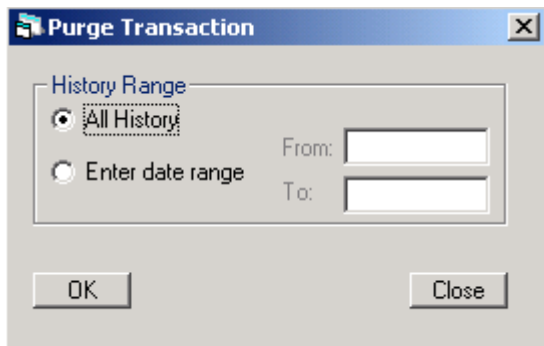 Purge Transaction
History Range
All History
From:
Enter date range
To:
OK Close